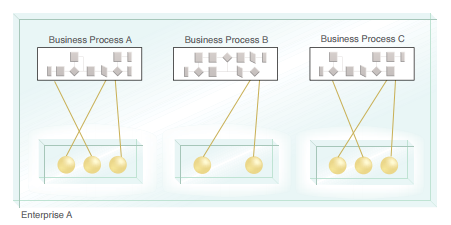 Business Process A
Business Process B
Business Process C
Enterprise A